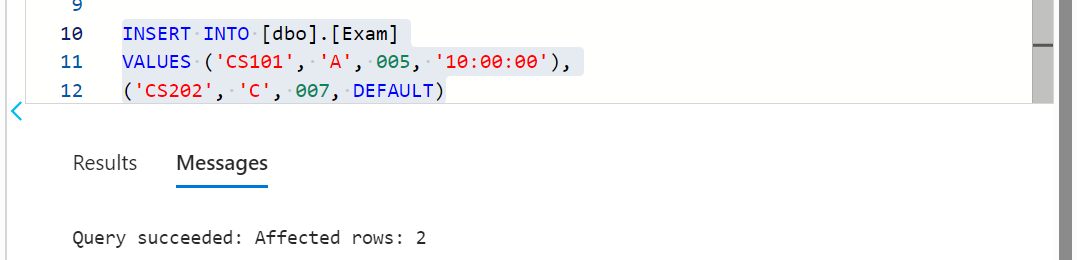 9
10 INSERT INTO [dbo].[Exam]
11 VALUES ('CS101', 'A', 005, '10:00:00'),
12 ('CS202', 'C', 007, DEFAULT)
Results Messages
Query succeeded: Affected rows: 2